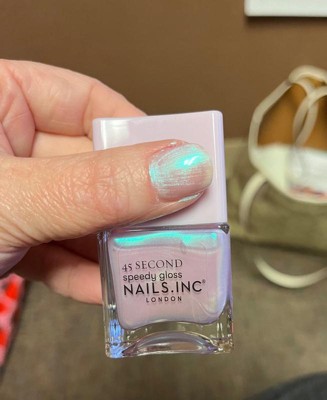 45 SECOND
speedy gloss
NAILS.INC®
LONDON